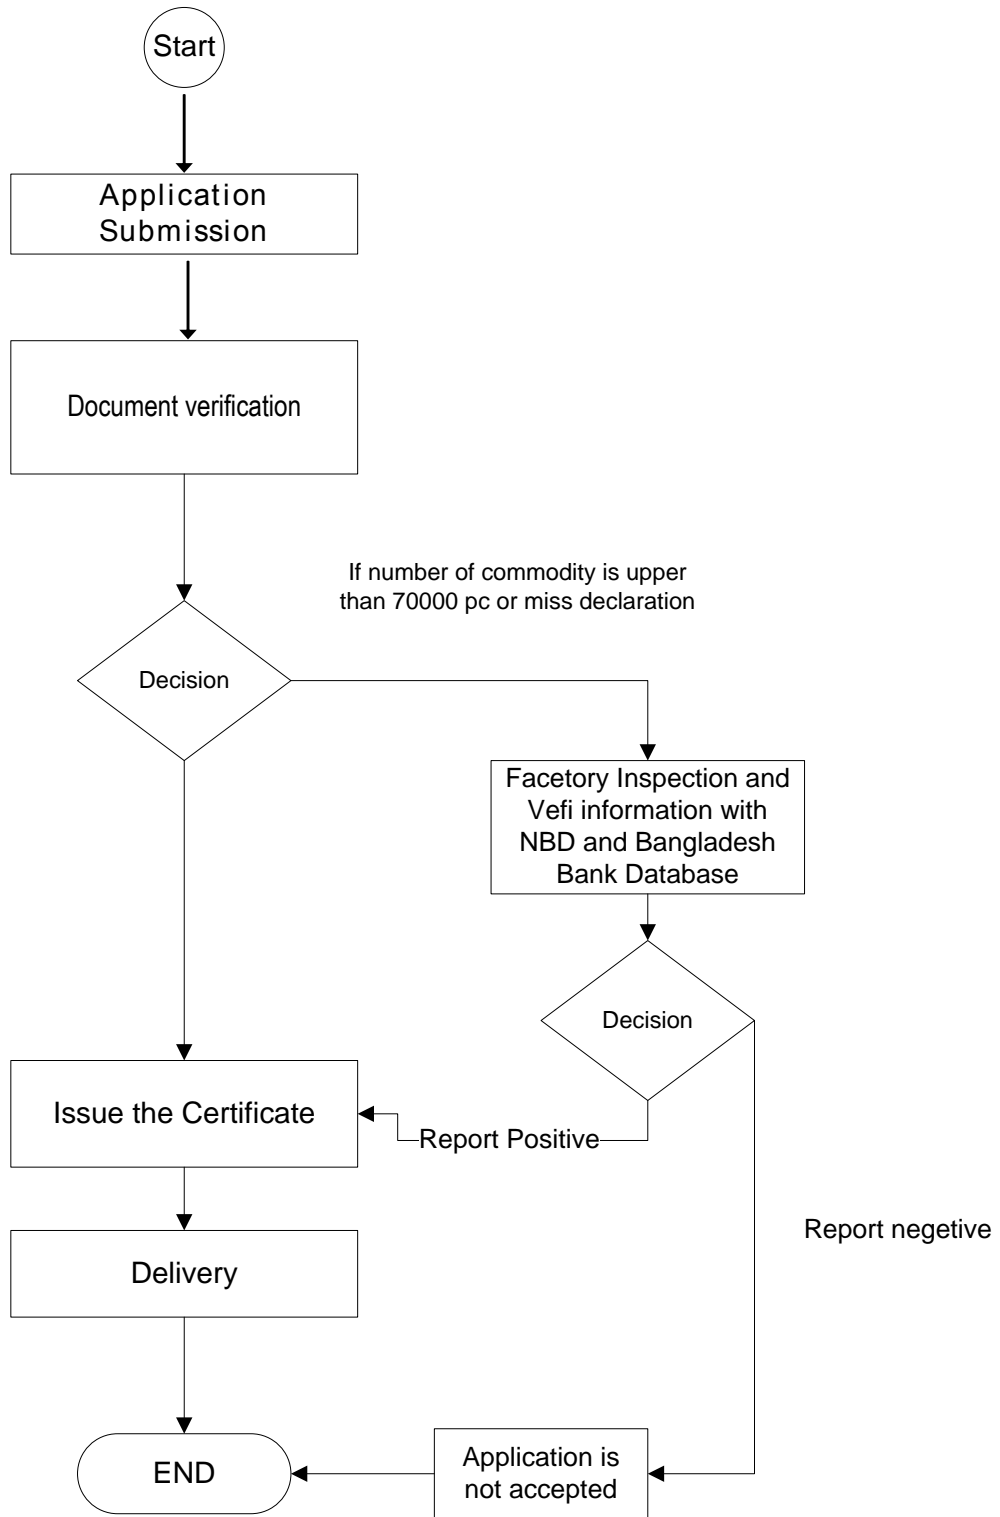 Start
Application
Submission
Document verification
If number of commodity is upper
than 70000 pc or miss declaration
Decision
Facetory Inspection and
Vefi information with
NBD and Bangladesh
Bank Database
Decision
Issue the Certificate
Report Positive
Report negetive
Delivery
END
Application is
not accepted